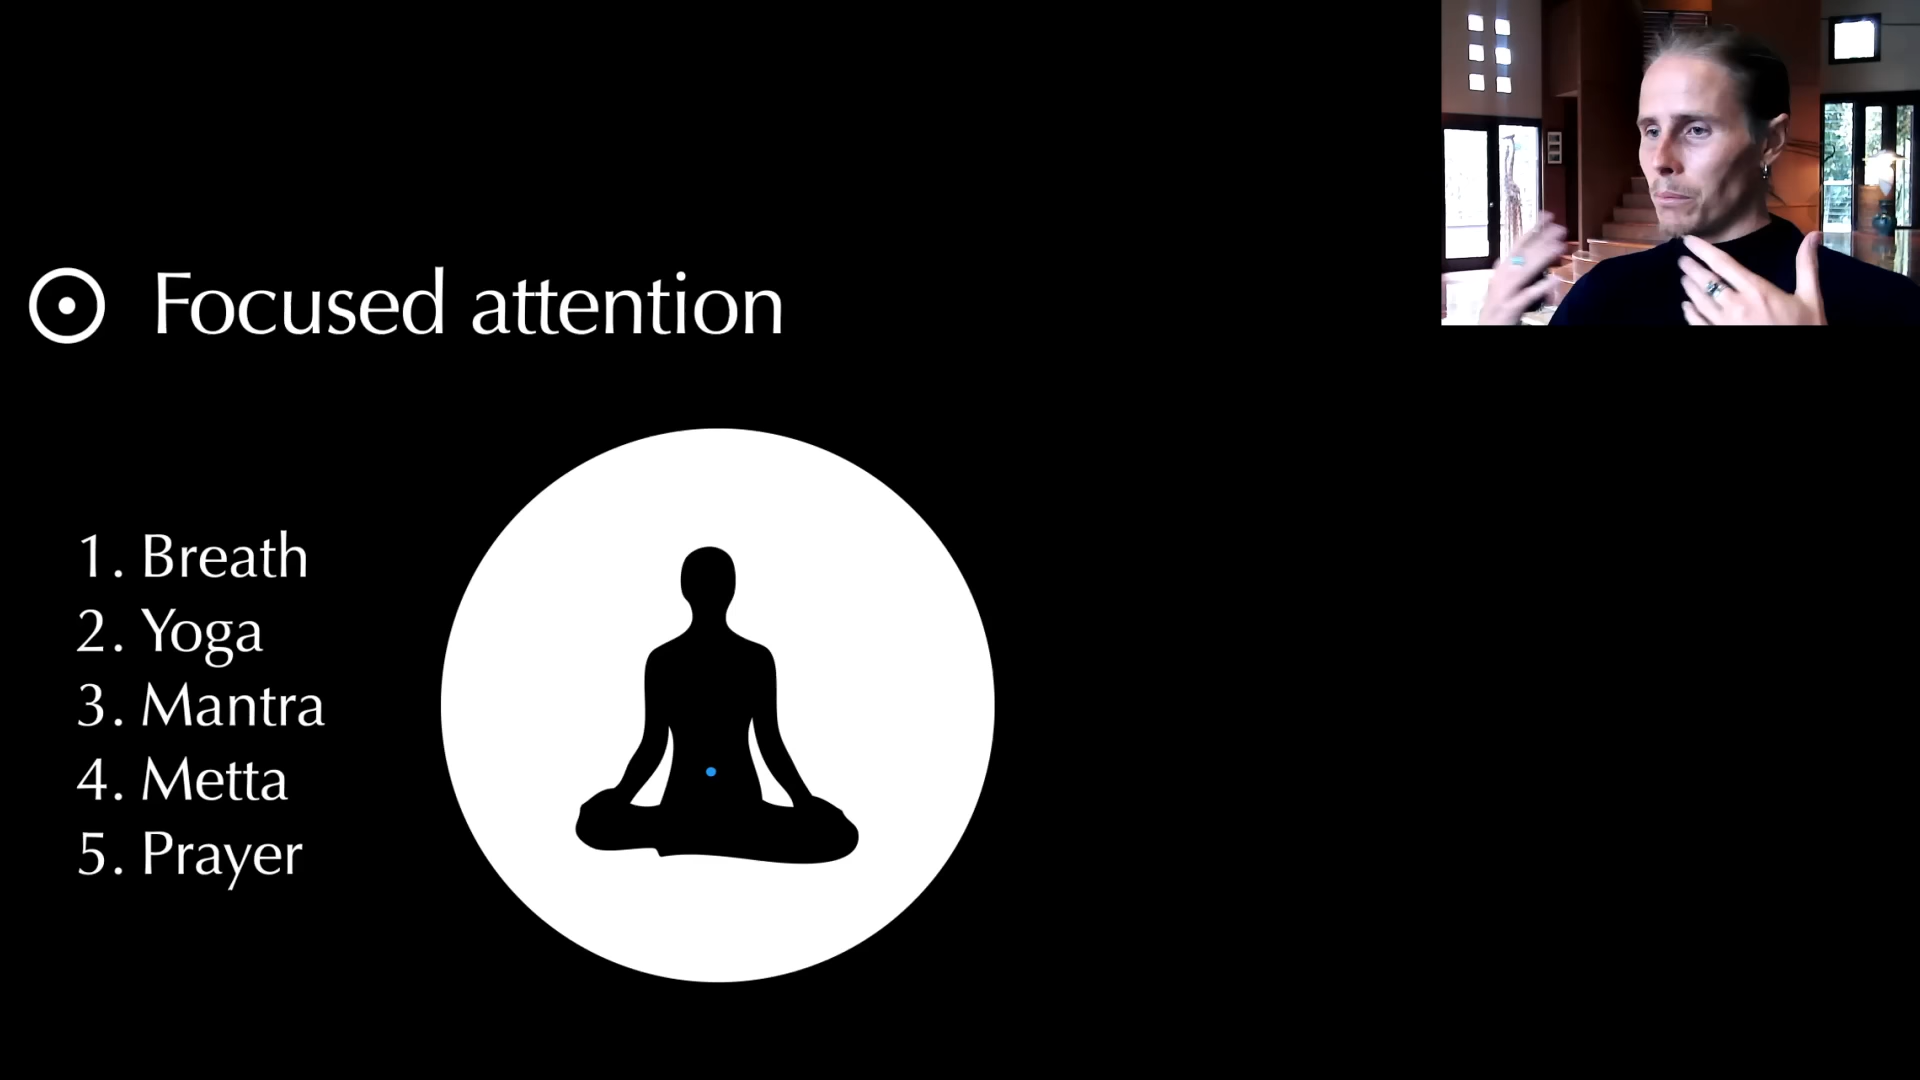 Focused attention
1. Breath
2. Yoga
3. Mantra
4. Metta
5. Prayer